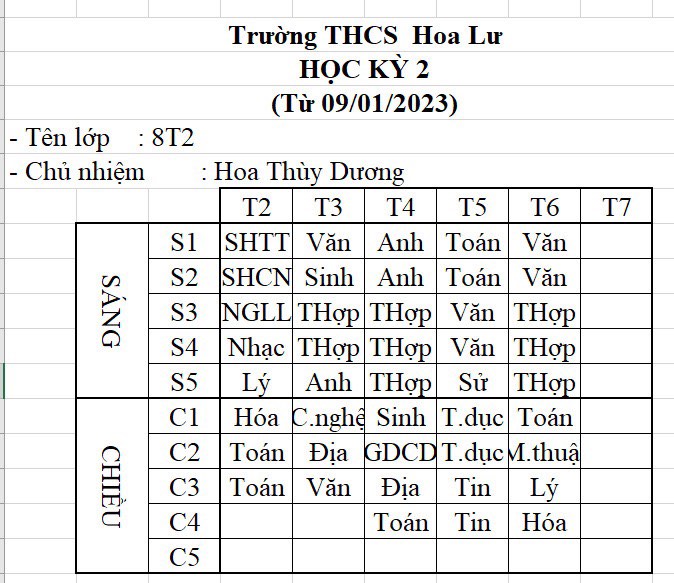 Trường THCS Hoa Lư
HỌC KỲ 2
(Từ 09/01/2023)
- Tên lớp : 8T2
- Chủ nhiệm : Hoa Thùy Dương
T2 T3 T4 T5 T6 T7
SÁNG
S1 SHTT Văn Anh Toán Văn
S2 SHCN Sinh Anh Toán Văn
S3 NGLL THợp THợp Văn THợp
S4 Nhạc THợp THợp Văn THợp
S5 Lý Anh THợp Sử THợp
CHIỀU
C1 Hóa C.nghệ Sinh T.dục Toán
C2 Toán Địa GDCD T.dục M.thuậ
C3 Toán Văn Địa Tin Lý
C4 Toán Tin Hóa
C5